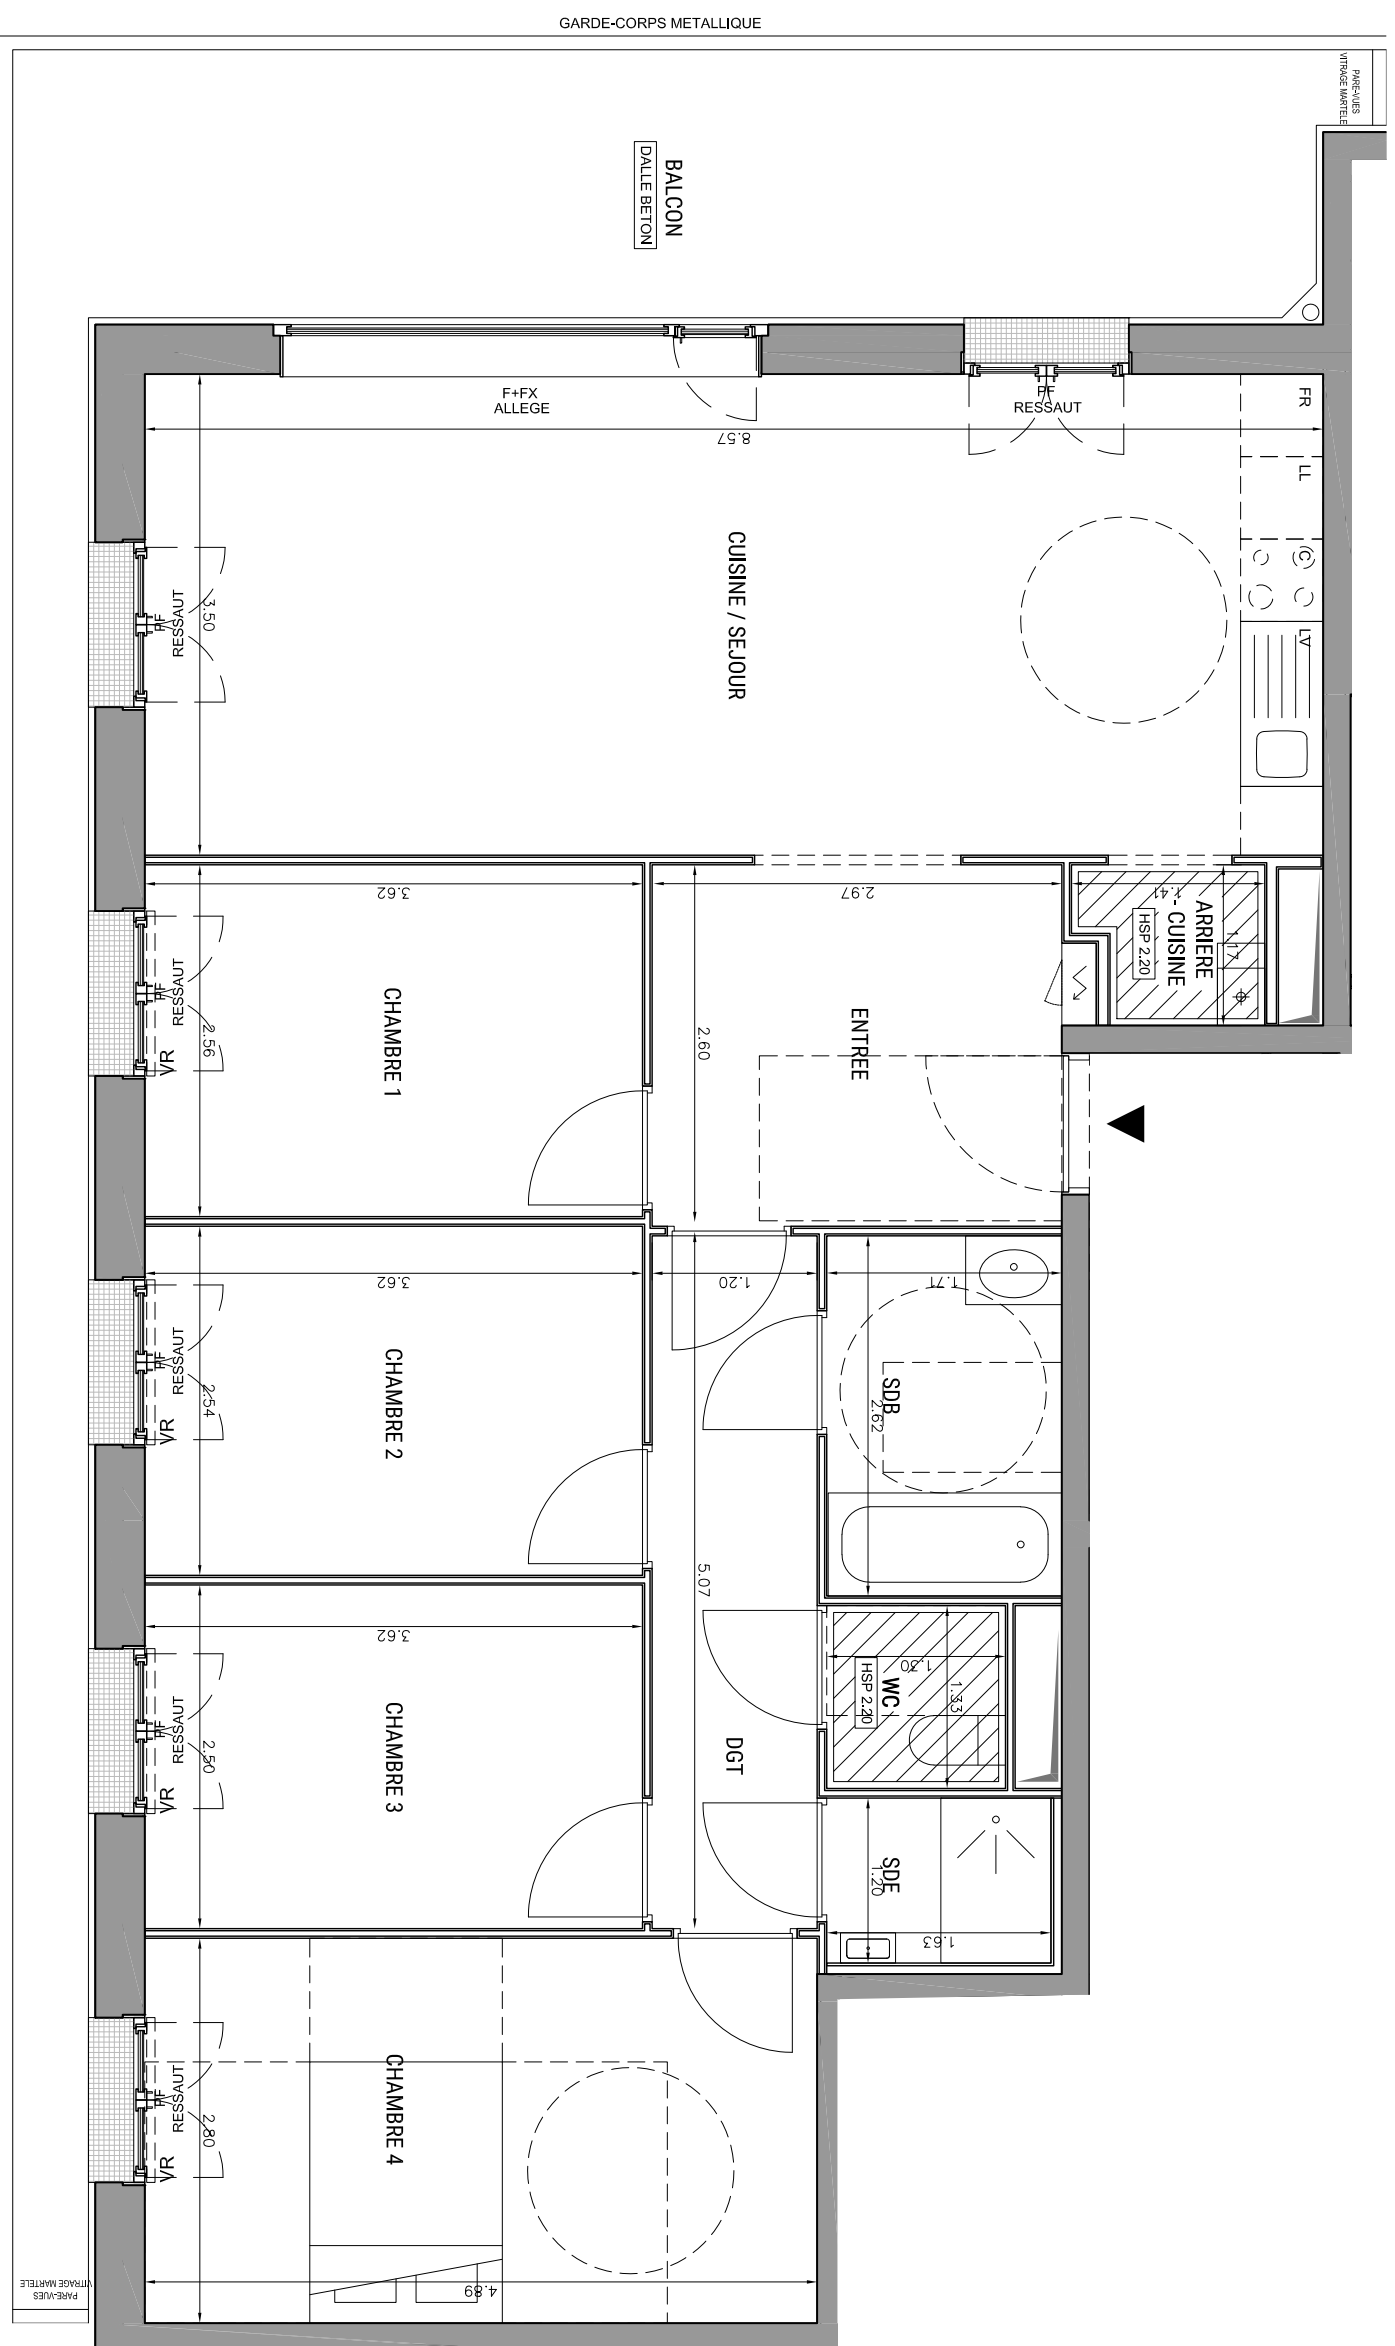 GARDE-CORPS METALLIQUE
PARE-VUES
VITRAGE MARTELE
BALCON
DALLE BETON
F+FX
ALLEGE
PF
RESSAUT
FR
8.57
LL
CUISINE / SEJOUR
C
LV
PF
RESSAUT
3.50
3.62
2.97
1.41
ARRIERE
- CUISINE
1.17
HSP 2.20
CHAMBRE 1
PF
RESSAUT
2.56
VR
2.60
ENTREE
3.62
1.20
1.71
CHAMBRE 2
PF
RESSAUT
2.54
VR
SDB
2.62
5.07
3.62
1.30
1.33
WC
HSP 2.20
CHAMBRE 3
PF
RESSAUT
2.50
VR
DGT
SDE
1.20
1.63
CHAMBRE 4
PF
RESSAUT
2.80
VR
4.89
PARE-VUES
VITRAGE MARTELE